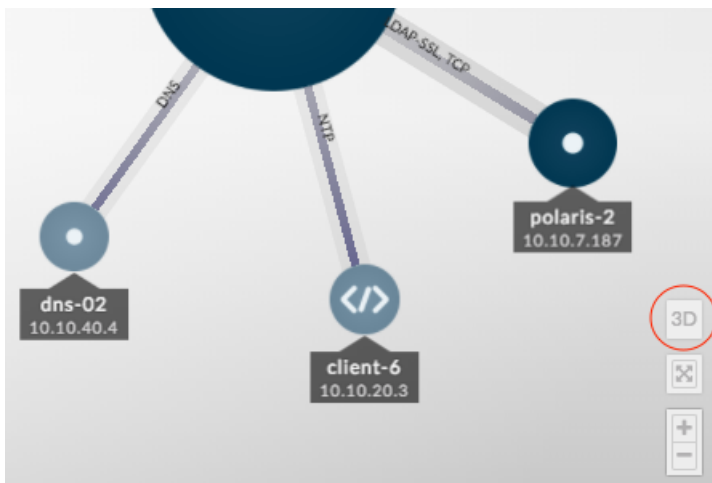 LDAP-SSL, TCP
DNS
NTP
polaris-2
10.10.7.187
dns-02
10.10.40.4
</>
client-6
10.10.20.3
3D
+
−